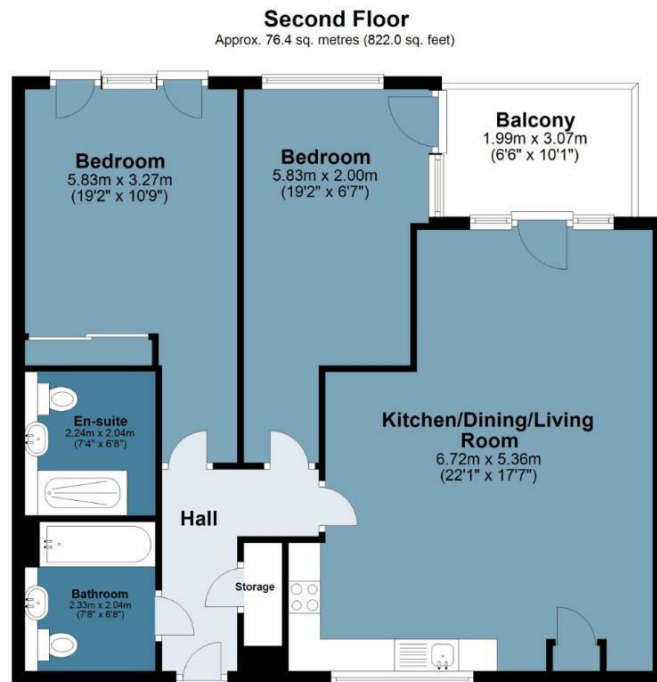 Second Floor
Approx. 76.4 sq. metres (822.0 sq. feet)
Balcony
1.99m x 3.07m
(6'6" x 10'1")
Bedroom
5.83m x 3.27m
(19'2" x 10'9")
Bedroom
5.83m x 2.00m
(19'2" x 6'7")
En-suite
2.24m x 2.04m
(7'4" x 6'8")
Kitchen/Dining/Living
Room
6.72m x 5.36m
(22'1" x 17'7")
Hall
Storage
Bathroom
2.33m x 2.04m
(7'8" x 6'8")